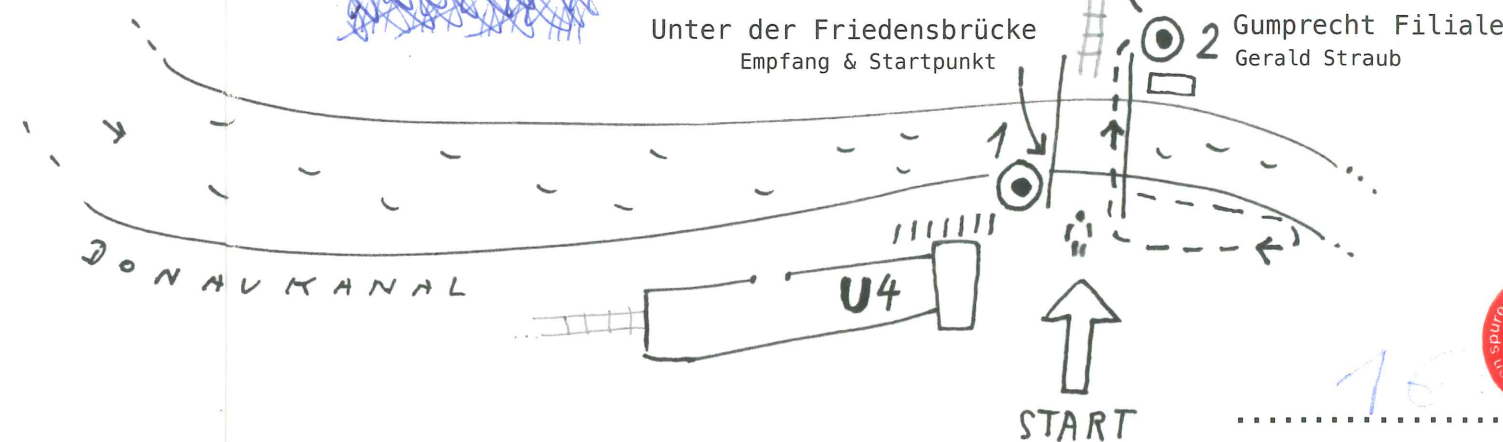 Unter der Friedensbrücke
Empfang & Startpunkt
2
Gumprecht Filiale
Gerald Straub
1
DONAUKANAL
U4
START